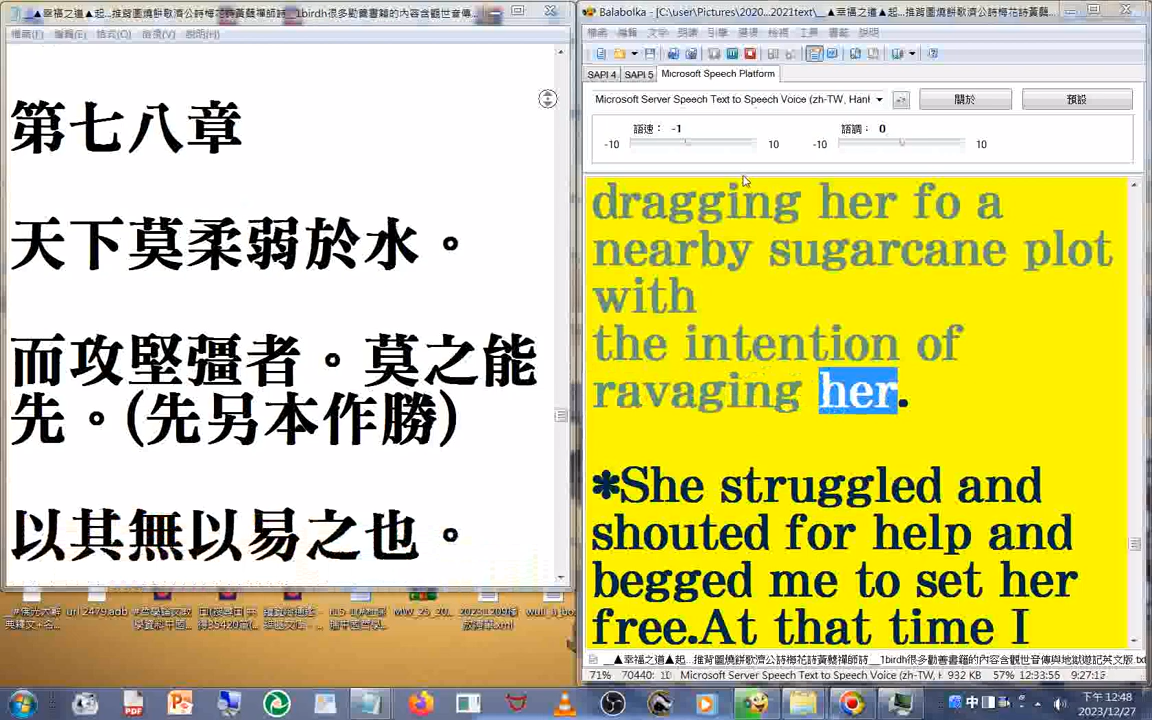 第七八章
天下莫柔弱於水。
而攻堅彊者。莫之能
先。(先另本作勝)
以其無以易之也。
SAPI 4 SAPI 5 Microsoft Speech Platform
Microsoft Server Speech Text to Speech Voice (zh-TW, Hanl
關於
預設
語速： -1
語調： 0
-10 10 -10 10
dragging her fo a
nearby sugarcane plot
with
the intention of
ravaging her.
✽She struggled and
shouted for help and
begged me to set her
free.At that time I
71% 70440: 11 Microsoft Server Speech Text to Speech Voice (zh-TW, H 932 KB 57% 12:33:55 9:27:15
下午 12:48
2023/12/27